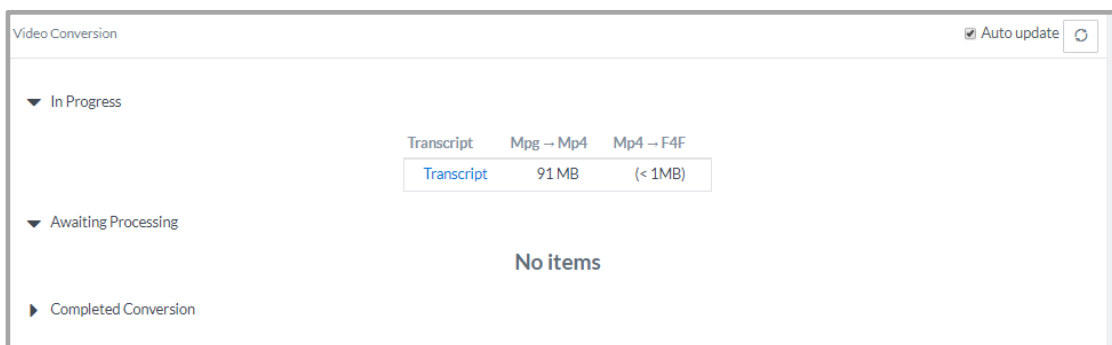 Video Conversion Auto update
In Progress
Transcript Mpg → Mp4 Mp4 → F4F
Transcript 91 MB (< 1MB)
Awaiting Processing
No items
Completed Conversion